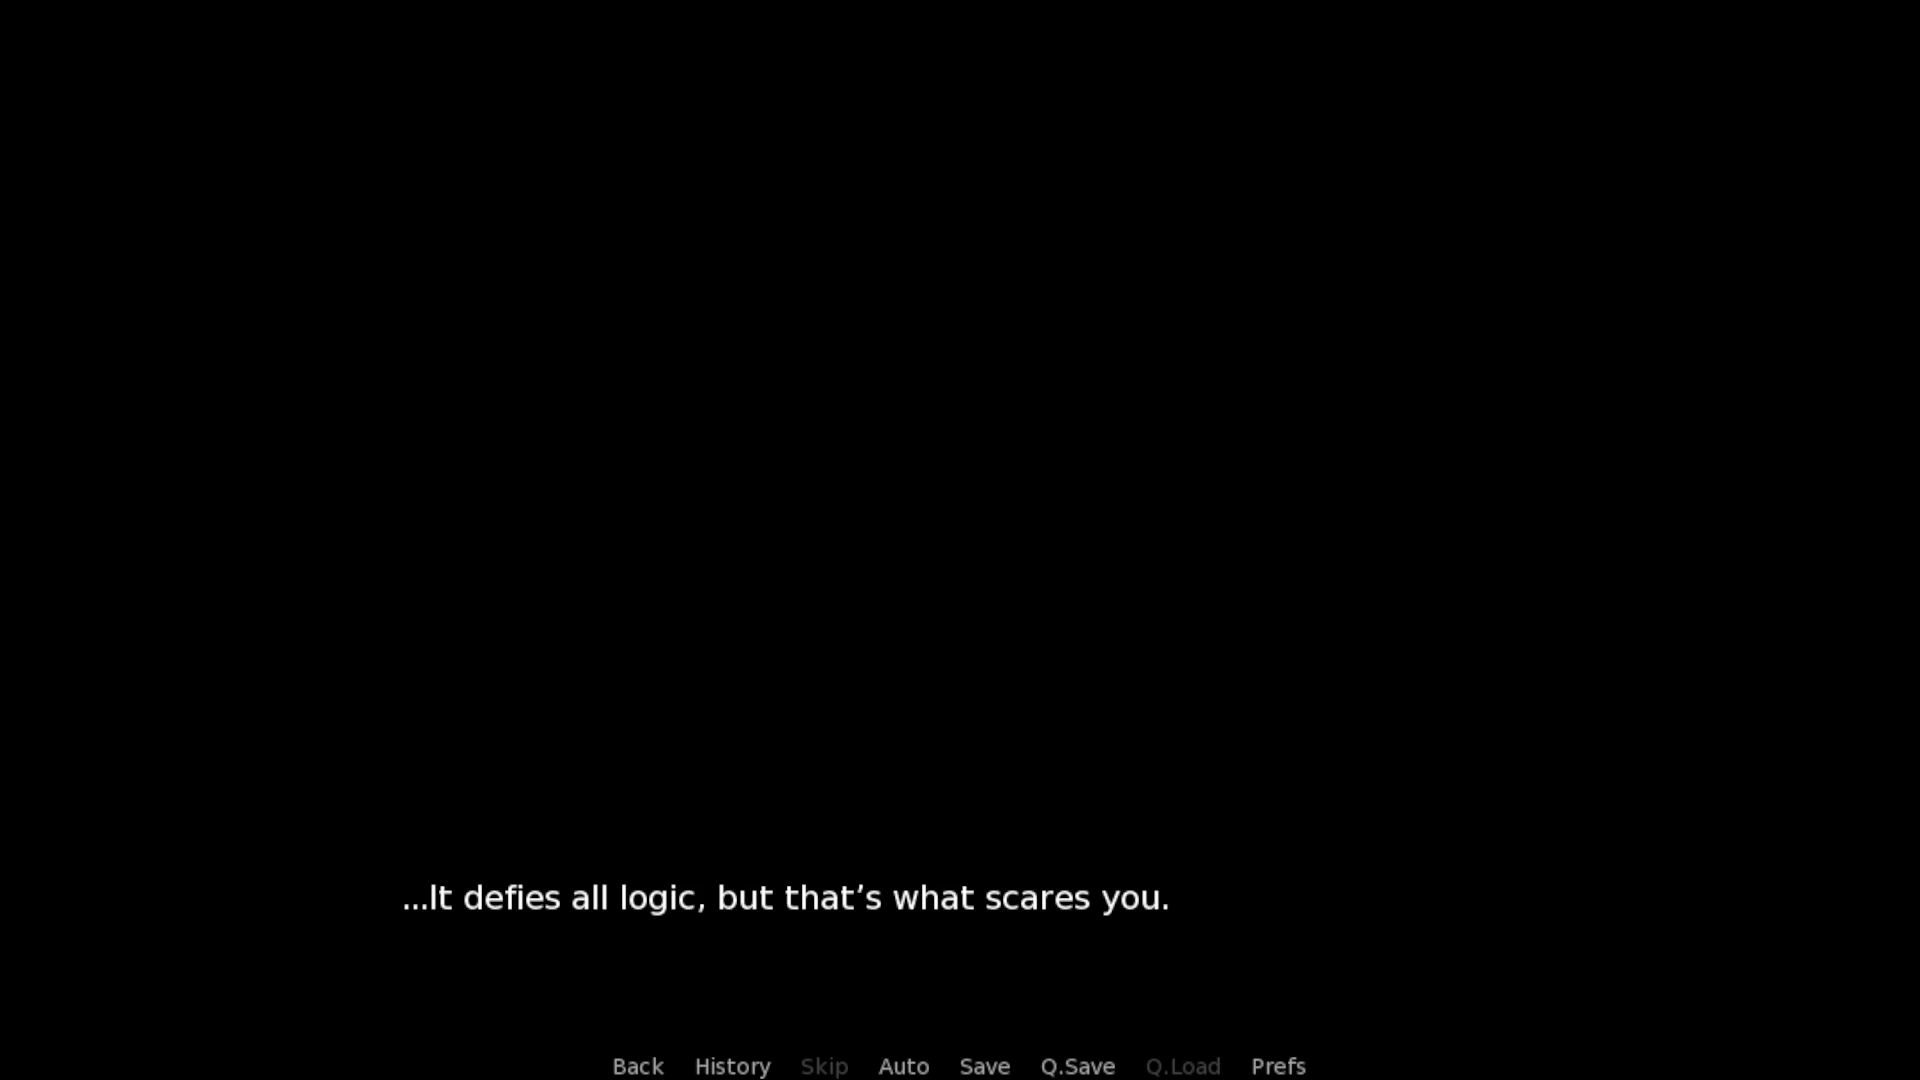 ...It defies all logic, but that’s what scares you.
Back History Skip Auto Save Q.Save Q.Load Prefs